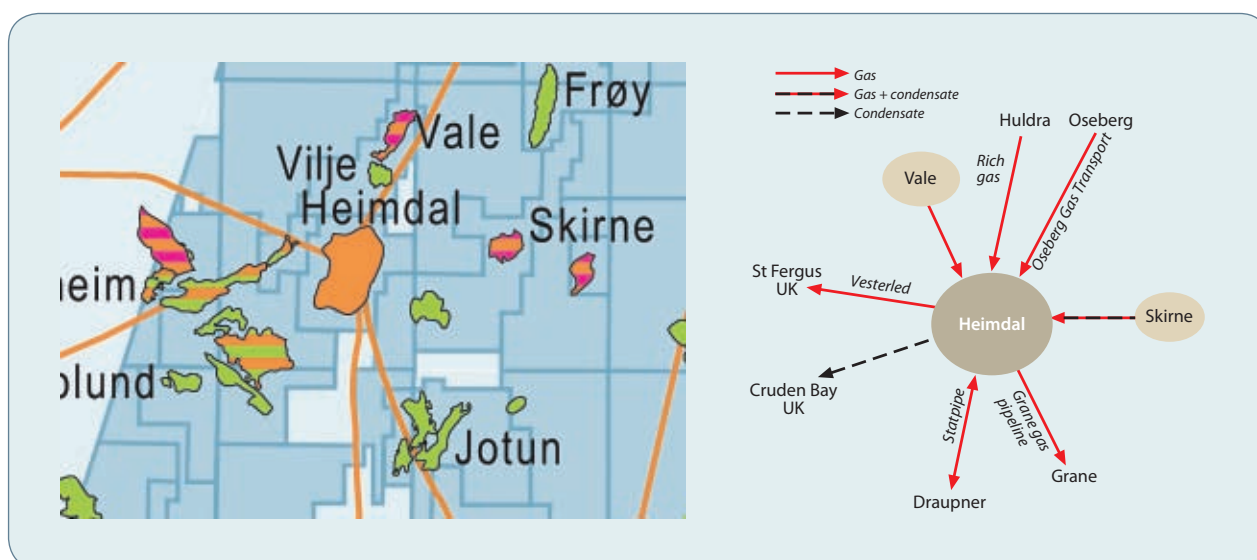 Frøy
Vale
Vilje
Heimdal
Skirne
eim
olund
Jotun
Gas
Gas + condensate
Condensate
Huldra
Oseberg
Rich
gas
Oseberg Gas Transport
Vale
St Fergus
UK
Vesterled
Heimdal
Skirne
Cruden Bay
UK
Statpipe
Grane gas
pipeline
Draupner
Grane